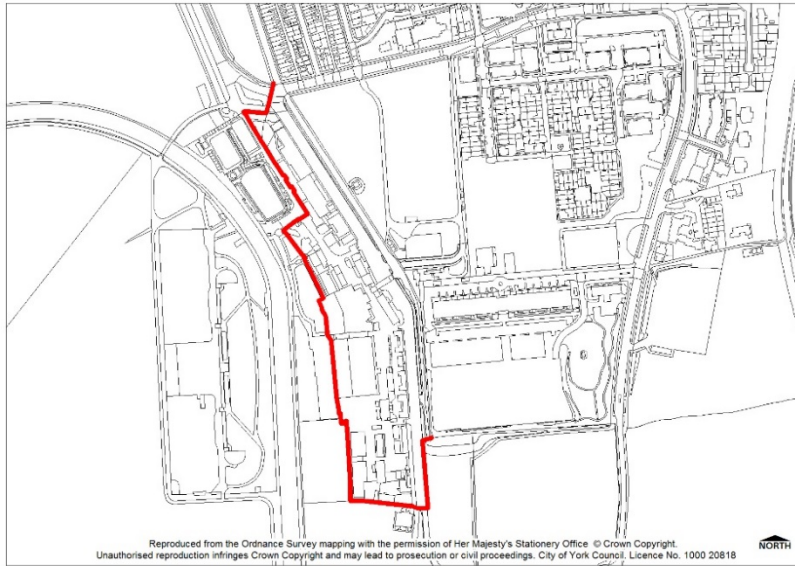 Reproduced from the Ordnance Survey mapping with the permission of Her Majesty's Stationery Office © Crown Copyright.
Unauthorised reproduction infringes Crown Copyright and may lead to prosecution or civil proceedings. City of York Council. Licence No. 1000 20818
NORTH